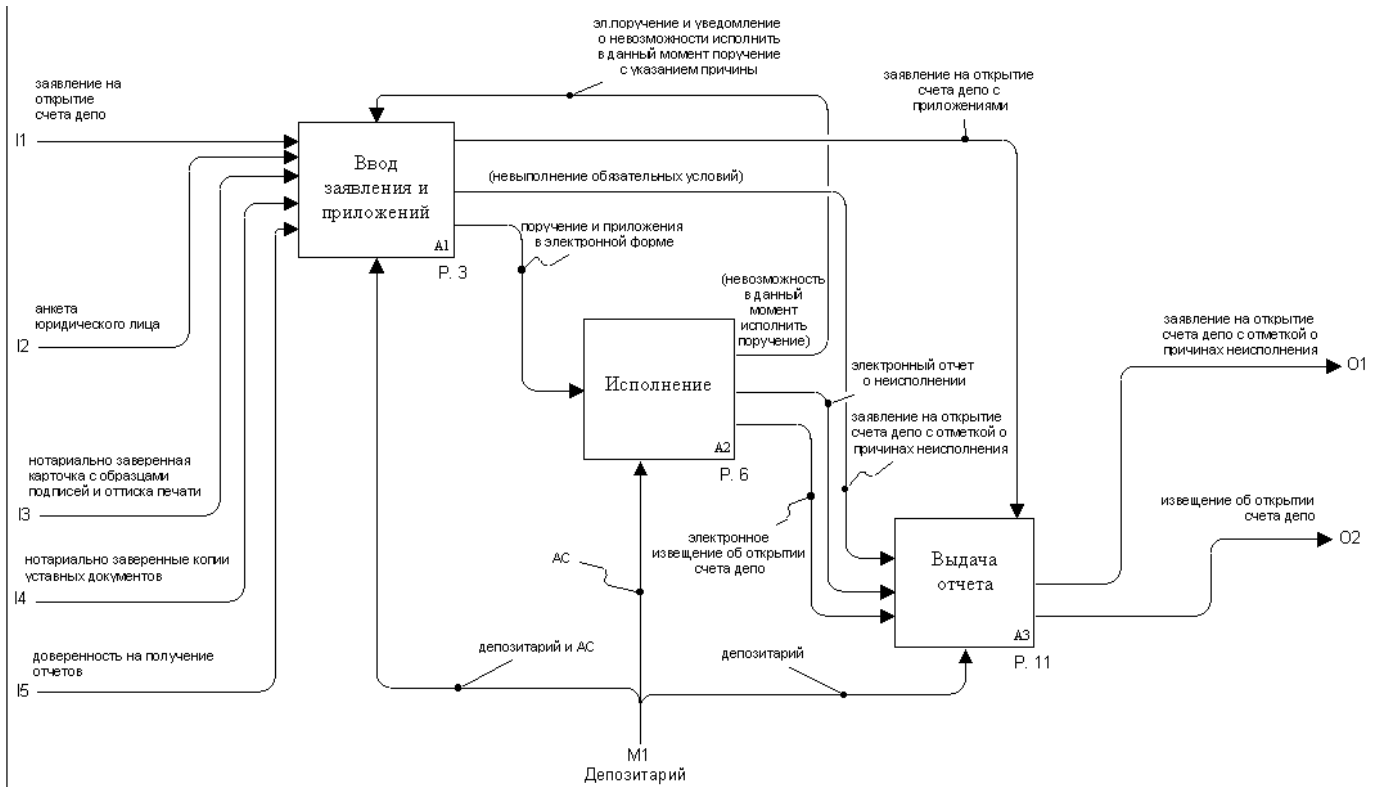 эл.поручение и уведомление
о невозможности исполнить
в данный момент поручение
с указанием причины
заявление на
открытие
счета депо
заявление на открытие
счета депо с
приложениями
I1
Ввод
заявления и
приложений
A1
P. 3
(невыполнение обязательных условий)
поручение и приложения
в электронной форме
(невозможность
в данный
момент
исполнить
поручение)
анкета
юридического лица
I2
заявление на открытие
счета депо с отметкой о
причинах неисполнения
O1
Исполнение
A2
P. 6
электронный отчет
о неисполнении
заявление на открытие
счета депо с отметкой о
причинах неисполнения
нотариально заверенная
карточка с образцами
подписей и оттиска печати
I3
извещение об открытии
счета депо
O2
электронное
извещение об открытии
счета депо
Выдача
отчета
A3
P. 11
нотариально заверенные копии
уставных документов
I4
АС
доверенность на получение
отчетов
I5
депозитарий и АС
депозитарий
M1
Депозитарий